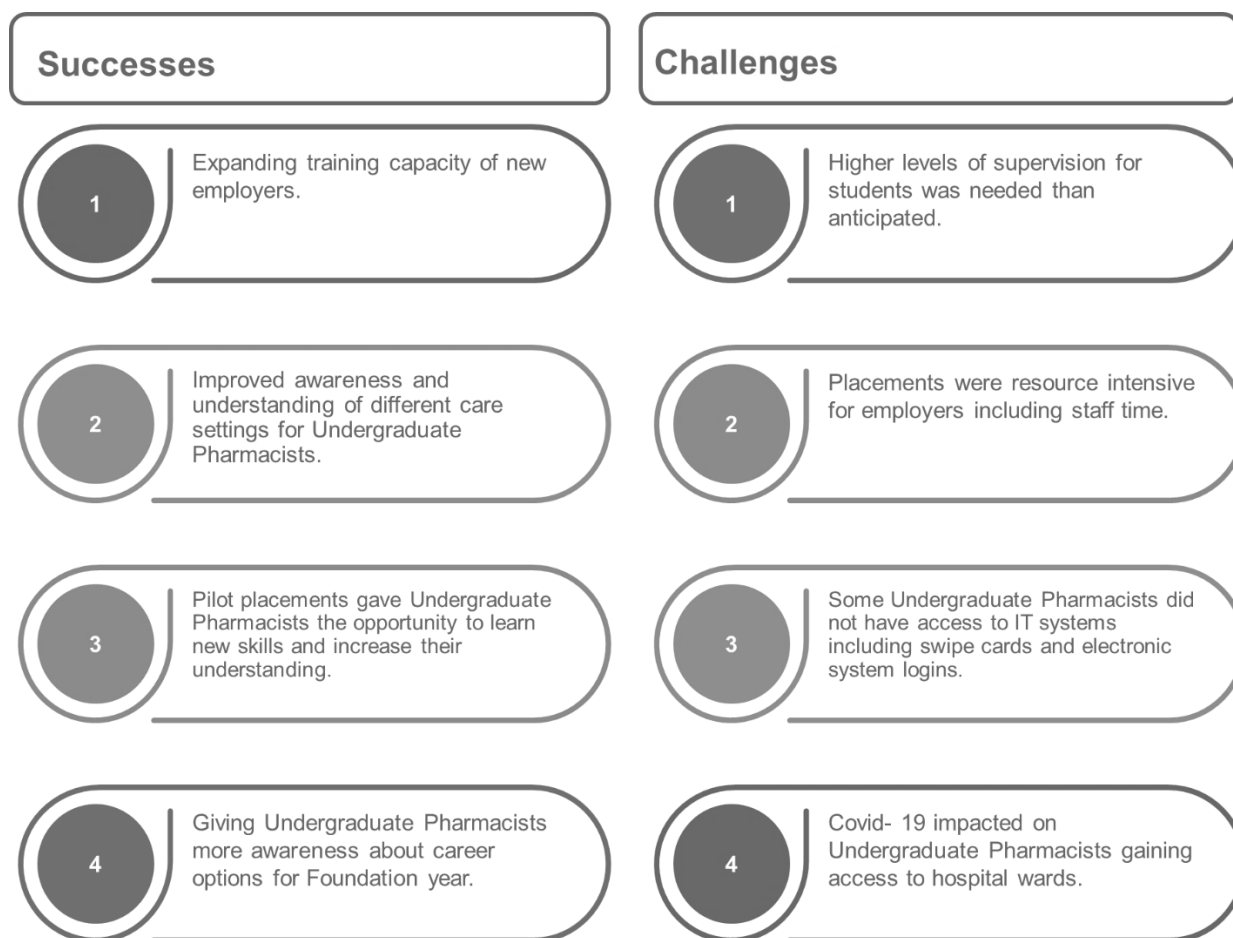 Successes
1
Expanding training capacity of new
employers.
2
Improved awareness and
understanding of different care
settings for Undergraduate
Pharmacists.
3
Pilot placements gave Undergraduate
Pharmacists the opportunity to learn
new skills and increase their
understanding.
4
Giving Undergraduate Pharmacists
more awareness about career
options for Foundation year.
Challenges
1
Higher levels of supervision for
students was needed than
anticipated.
2
Placements were resource intensive
for employers including staff time.
3
Some Undergraduate Pharmacists did
not have access to IT systems
including swipe cards and electronic
system logins.
4
Covid- 19 impacted on
Undergraduate Pharmacists gaining
access to hospital wards.